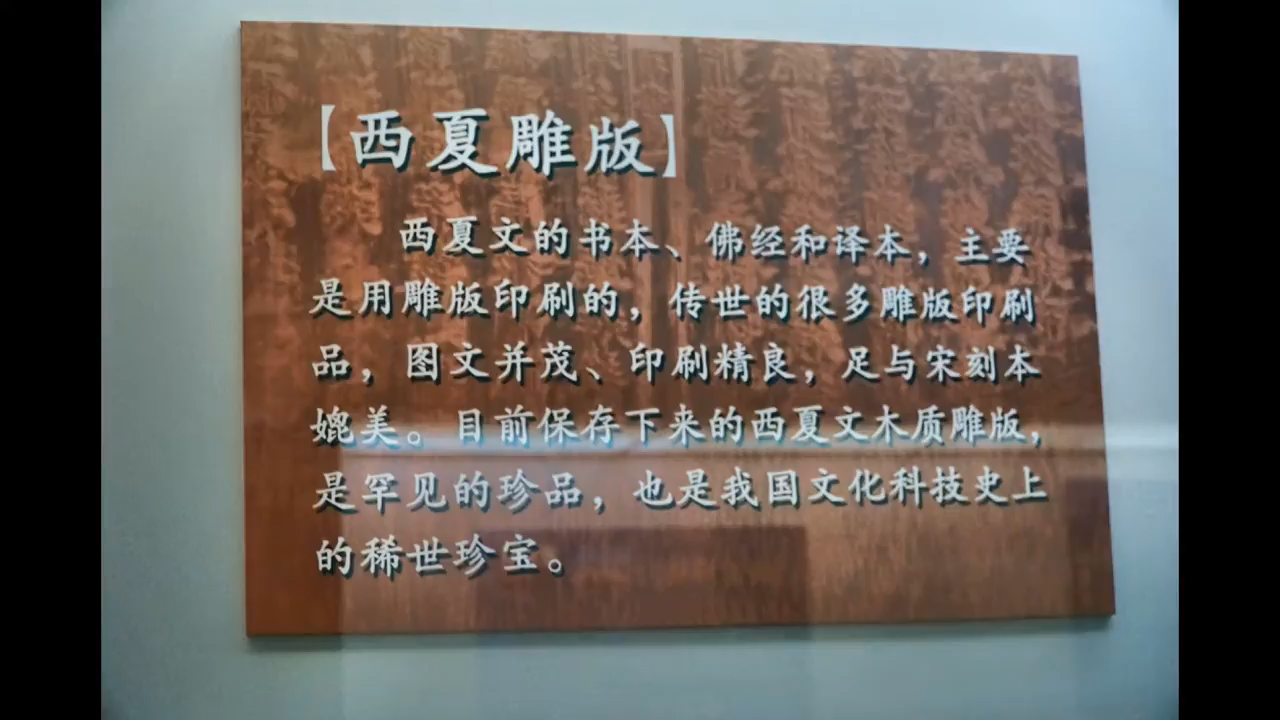 【西夏雕版】
西夏文的书本、佛经和译本，主要
是用雕版印刷的，传世的很多雕版印刷
品，图文并茂、印刷精良，足与宋刻本
媲美。目前保存下来的西夏文木质雕版，
是罕见的珍品，也是我国文化科技史上
的稀世珍宝。